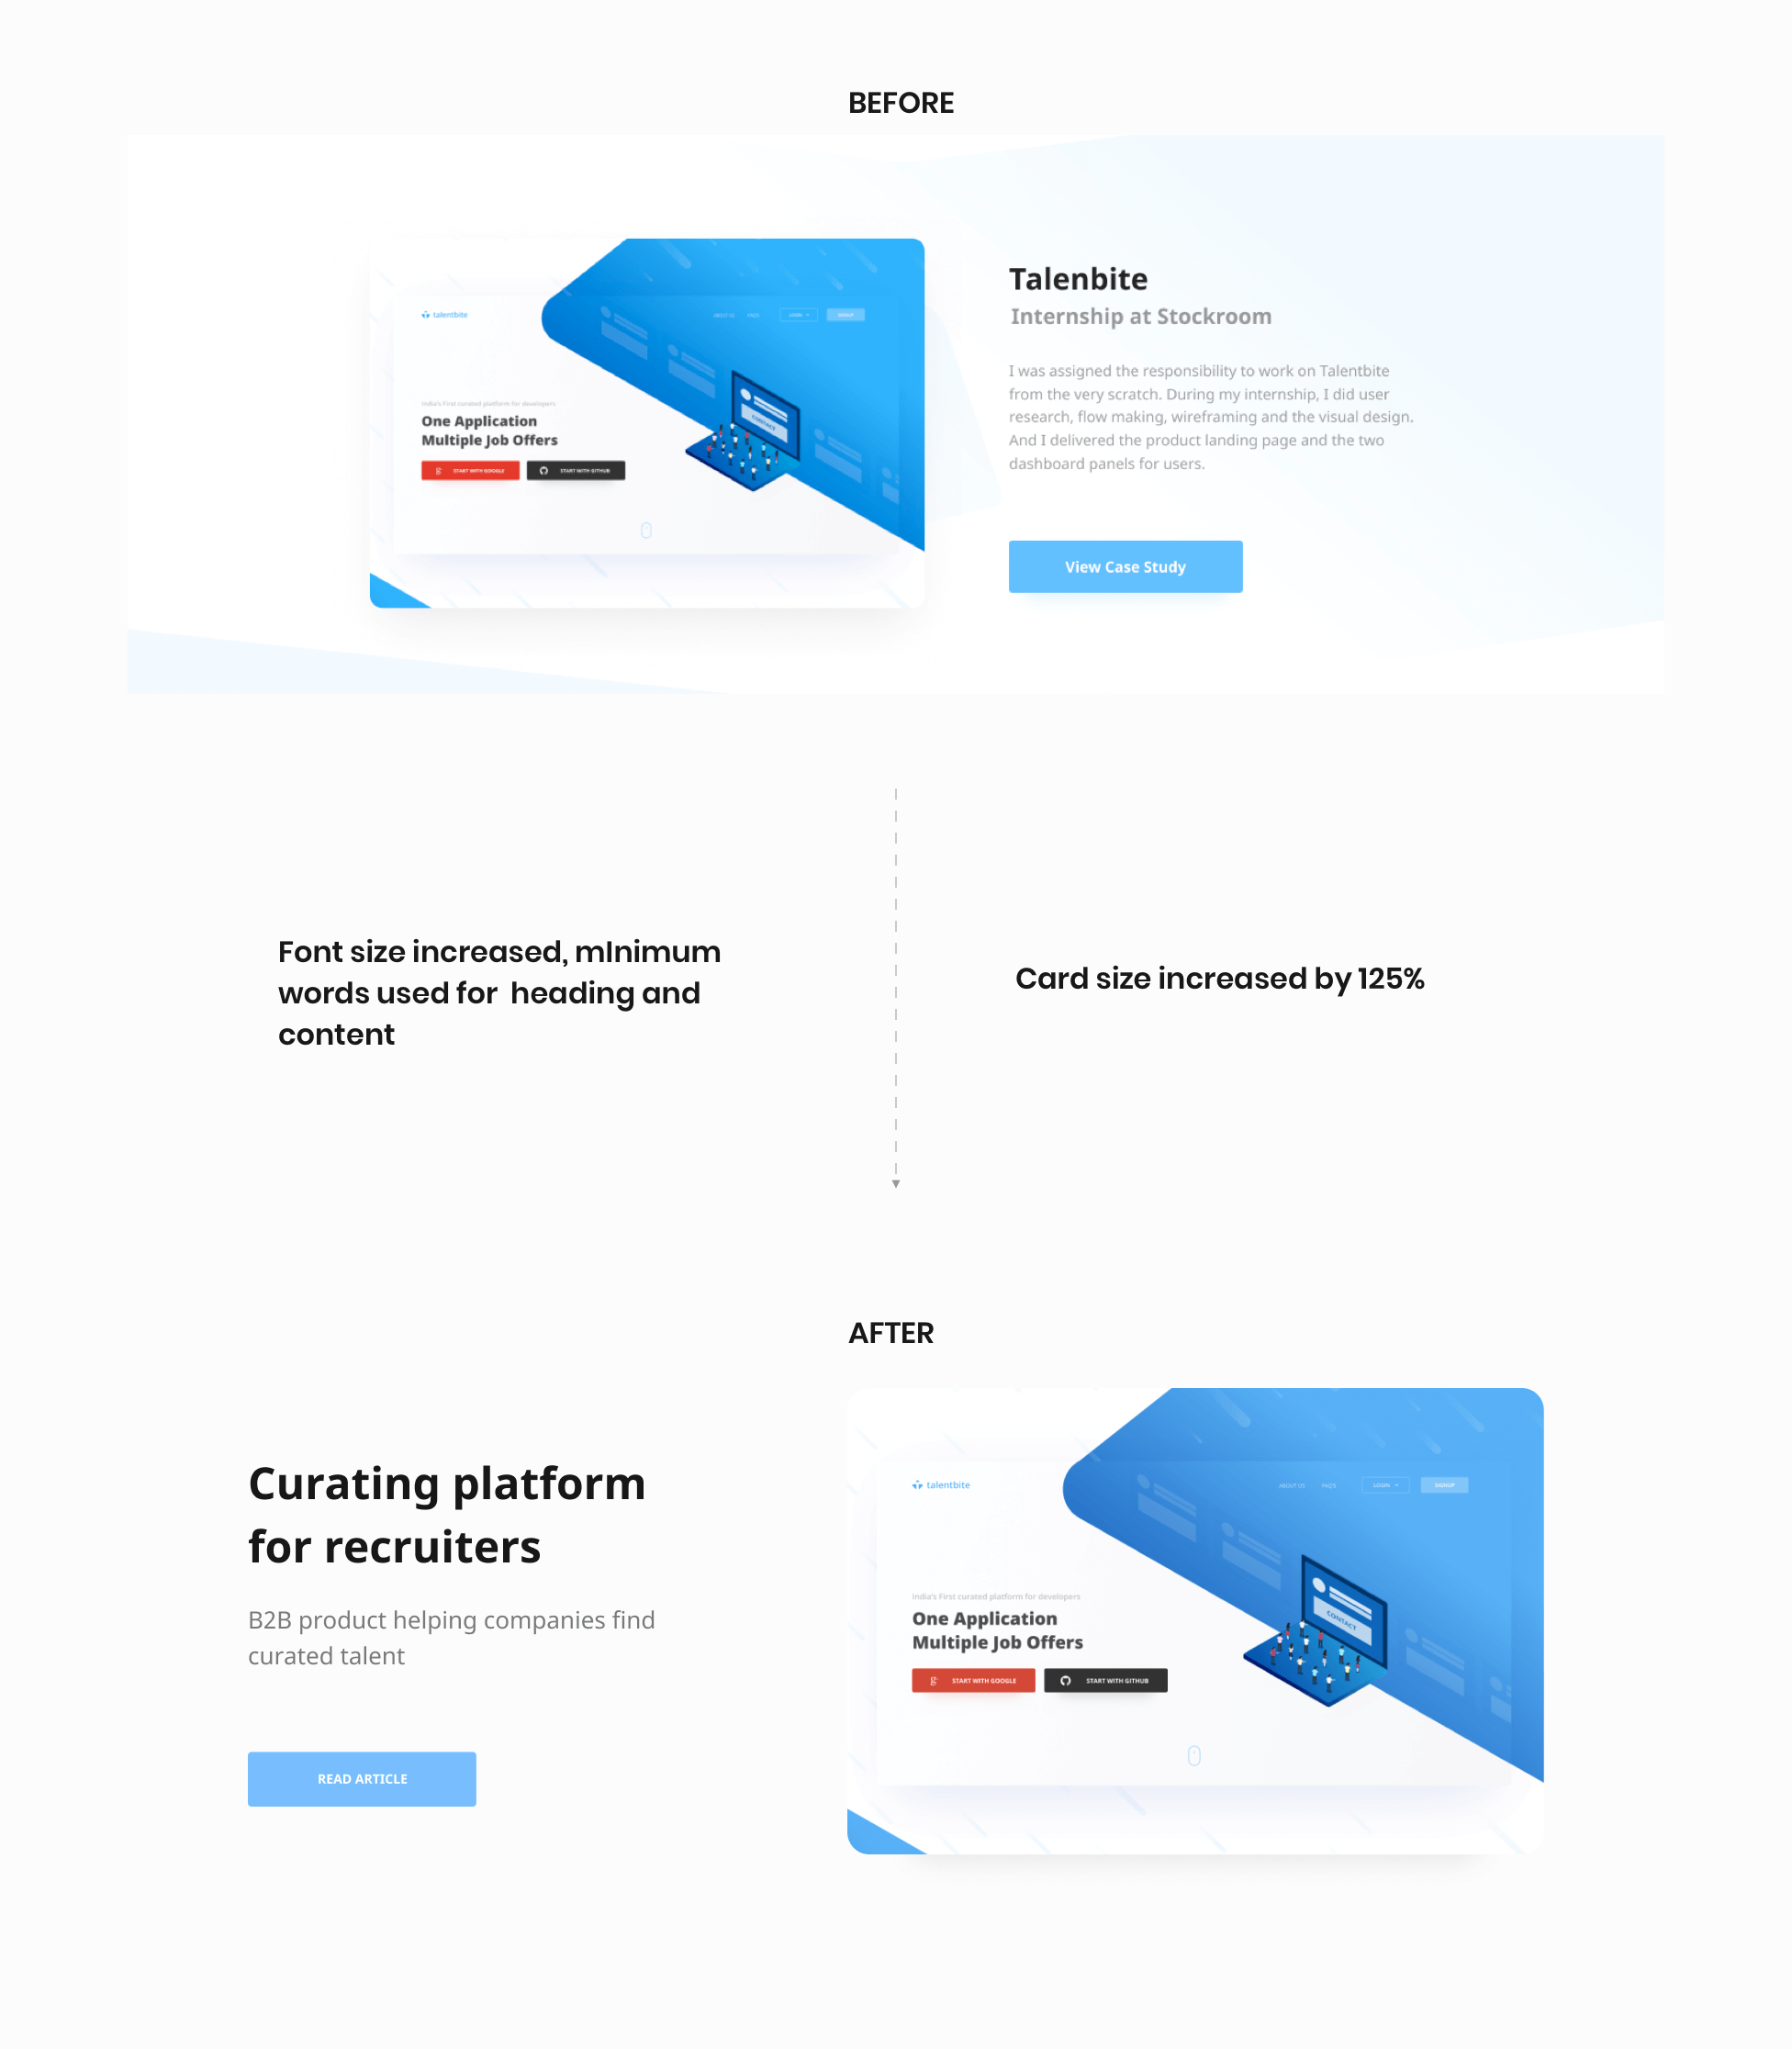 BEFORE
talentbite
ABOUT US
FAQ'S
LOGIN
SIGNUP
India's First curated platform for developers
One Application
Multiple Job Offers
START WITH GOOGLE
START WITH GITHUB
CONTACT
Talenbite
Internship at Stockroom
I was assigned the responsibility to work on Talentbite
from the very scratch. During my internship, I did user
research, flow making, wireframing and the visual design.
And I delivered the product landing page and the two
dashboard panels for users.
View Case Study
Font size increased, mInimum
words used for heading and
content
Card size increased by 125%
AFTER
Curating platform
for recruiters
B2B product helping companies find
curated talent
READ ARTICLE
talentbite
ABOUT US
FAQ'S
LOGIN
SIGNUP
India's First curated platform for developers
One Application
Multiple Job Offers
g+ START WITH GOOGLE
START WITH GITHUB
CONTACT